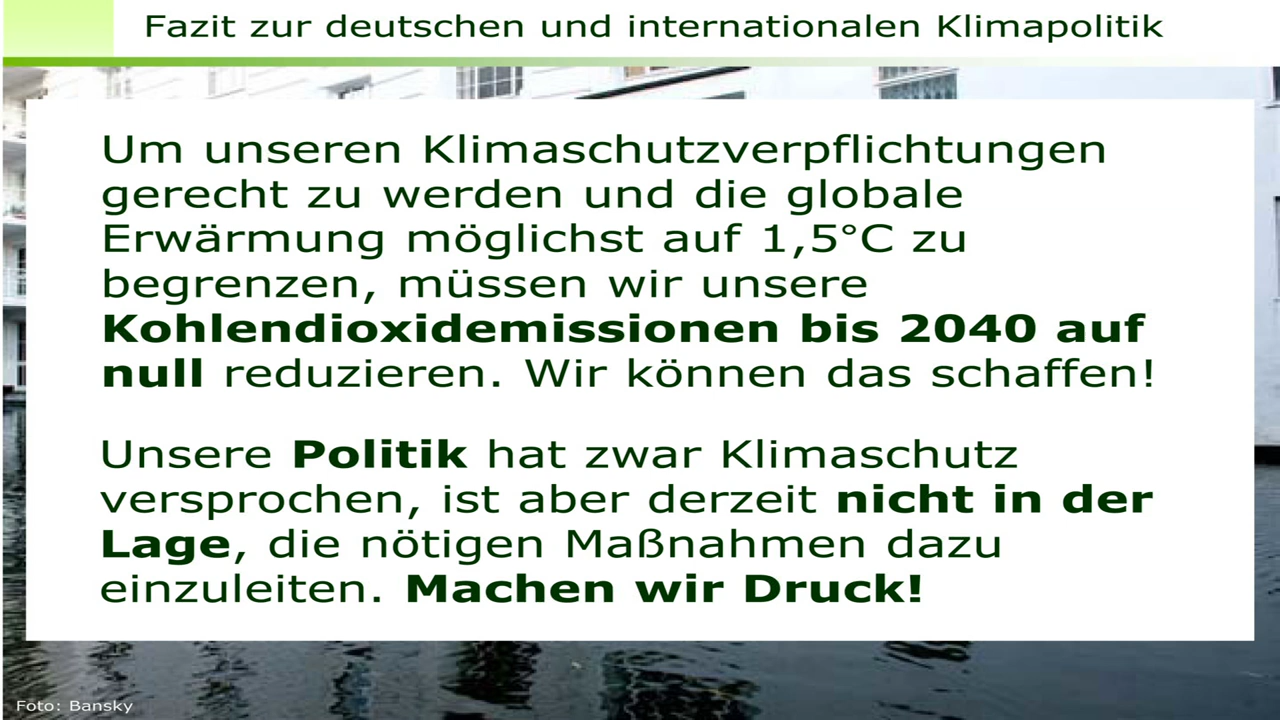 Fazit zur deutschen und internationalen Klimapolitik
Um unseren Klimaschutzverpflichtungen
gerecht zu werden und die globale
Erwärmung möglichst auf 1,5°C zu
begrenzen, müssen wir unsere
Kohlendioxidemissionen bis 2040 auf
null reduzieren. Wir können das schaffen!
Unsere Politik hat zwar Klimaschutz
versprochen, ist aber derzeit nicht in der
Lage, die nötigen Maßnahmen dazu
einzuleiten. Machen wir Druck!
Foto: Bansky